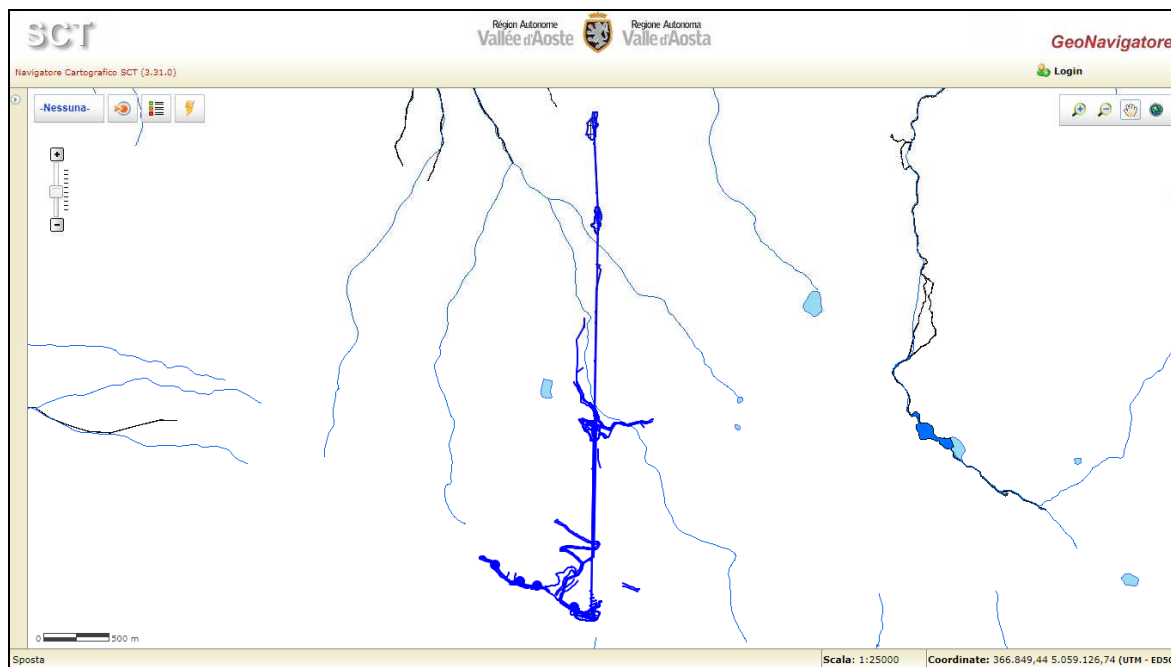 SCT
Région Autonome
Vallée d'Aoste
Regione Autonoma
Valle d'Aosta
GeoNavigatore
Navigatore Cartografico SCT (3.31.0)
Login
-Nessuna-
0 500 m
Sposta
Scala: 1:25000
Coordinate: 366.849,44 5.059.126,74 (UTM - ED50